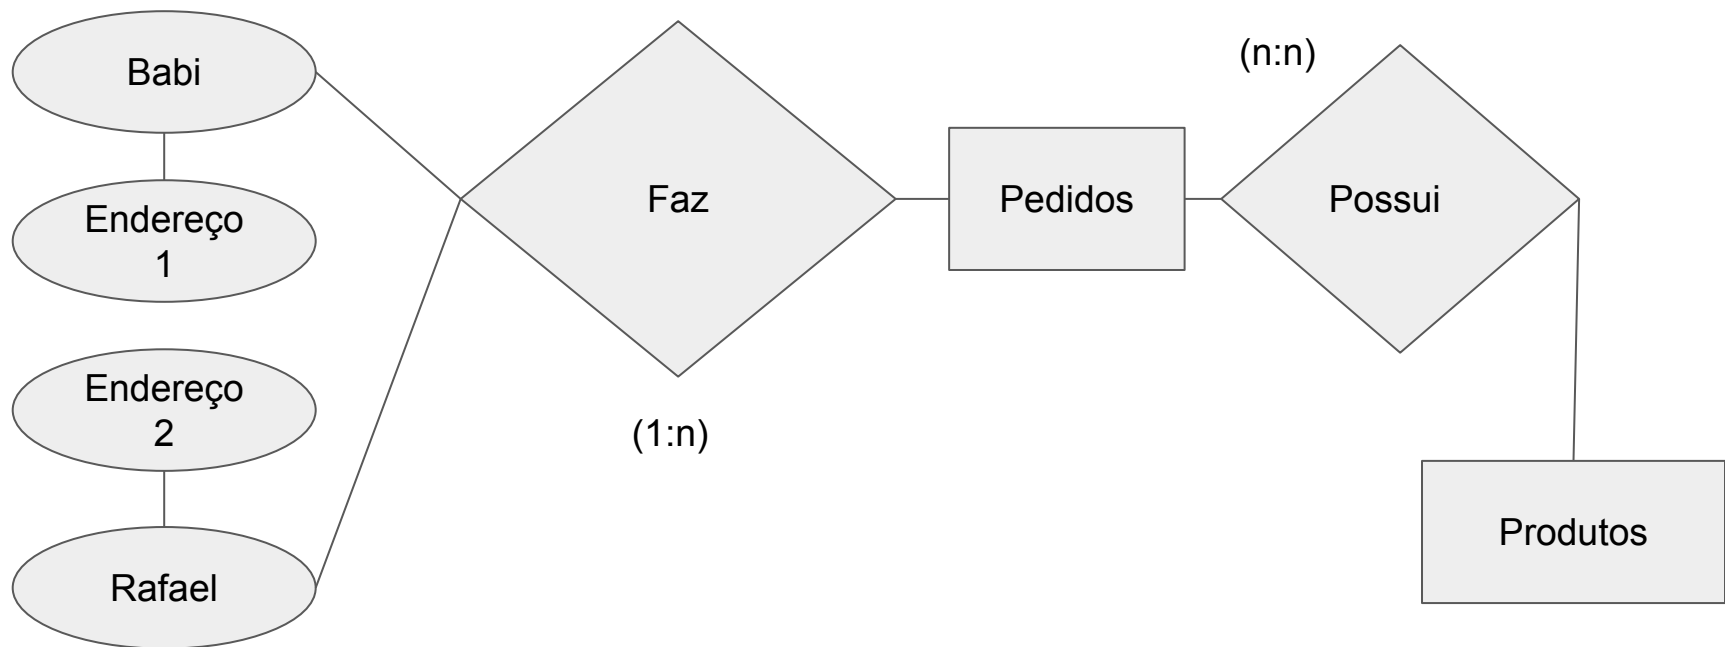 Babi
Endereço
1
Endereço
2
Rafael
Faz
(1:n)
Pedidos
(n:n)
Possui
Produtos